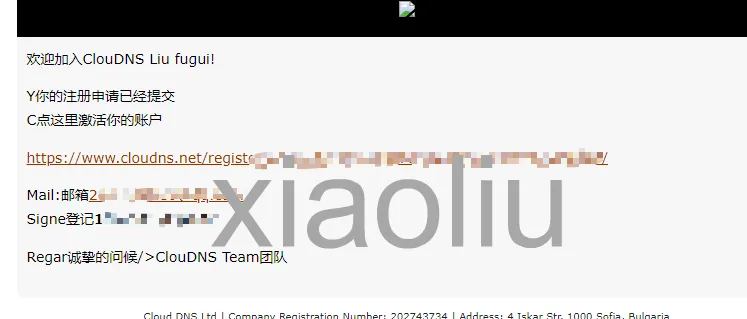 欢迎加入ClouDNS Liu fugui!
Y你的注册申请已经提交
C点这里激活你的账户
https://www.cloudns.net/registe
Mail:邮箱2
Signe登记1
xiaoliu
Regar诚挚的问候/>ClouDNS Team团队
Cloud DNS Ltd | Company Registration Number: 202743734 | Address: 4 Iskar Str, 1000 Sofia, Bulgaria